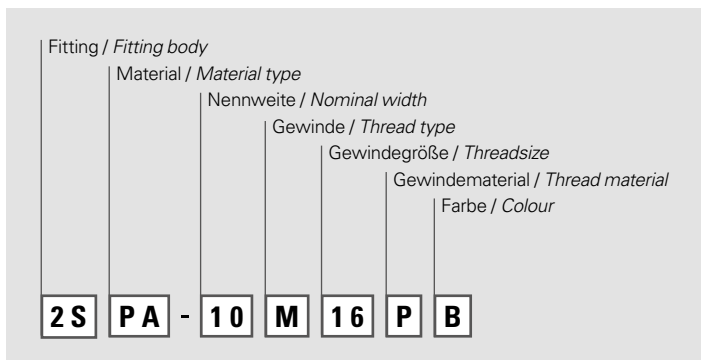 Fitting / Fitting body
Material / Material type
Nennweite / Nominal width
Gewinde / Thread type
Gewindegröße / Threadsize
Gewindematerial / Thread material
Farbe / Colour
2S PA - 10 M 16 P B